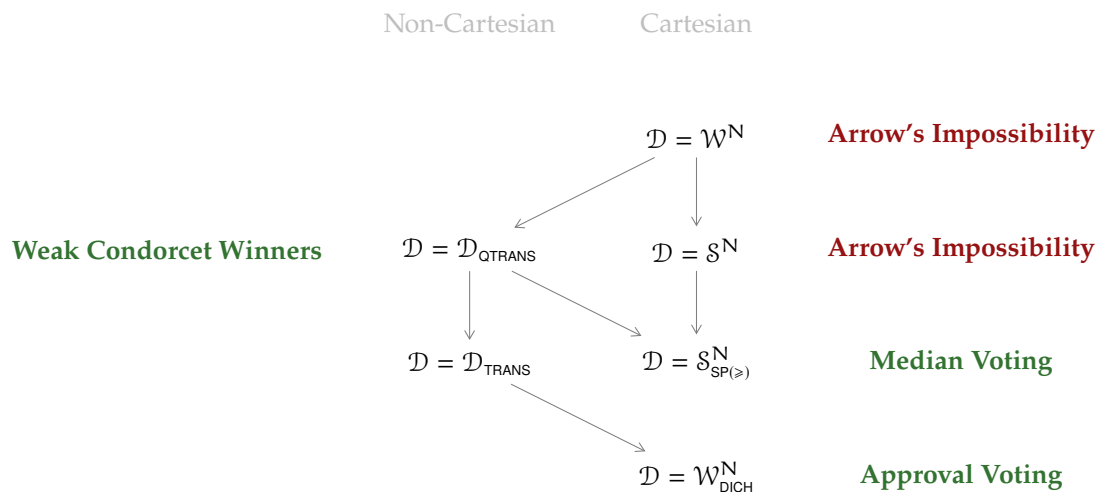 Non-Cartesian Cartesian
𝒟 = 𝒲^N Arrow's Impossibility
Weak Condorcet Winners 𝒟 = 𝒟_QTRANS 𝒟 = 𝒮^N Arrow's Impossibility
𝒟 = 𝒟_TRANS 𝒟 = 𝒮^N_SP(⩾) Median Voting
𝒟 = 𝒲^N_DICH Approval Voting